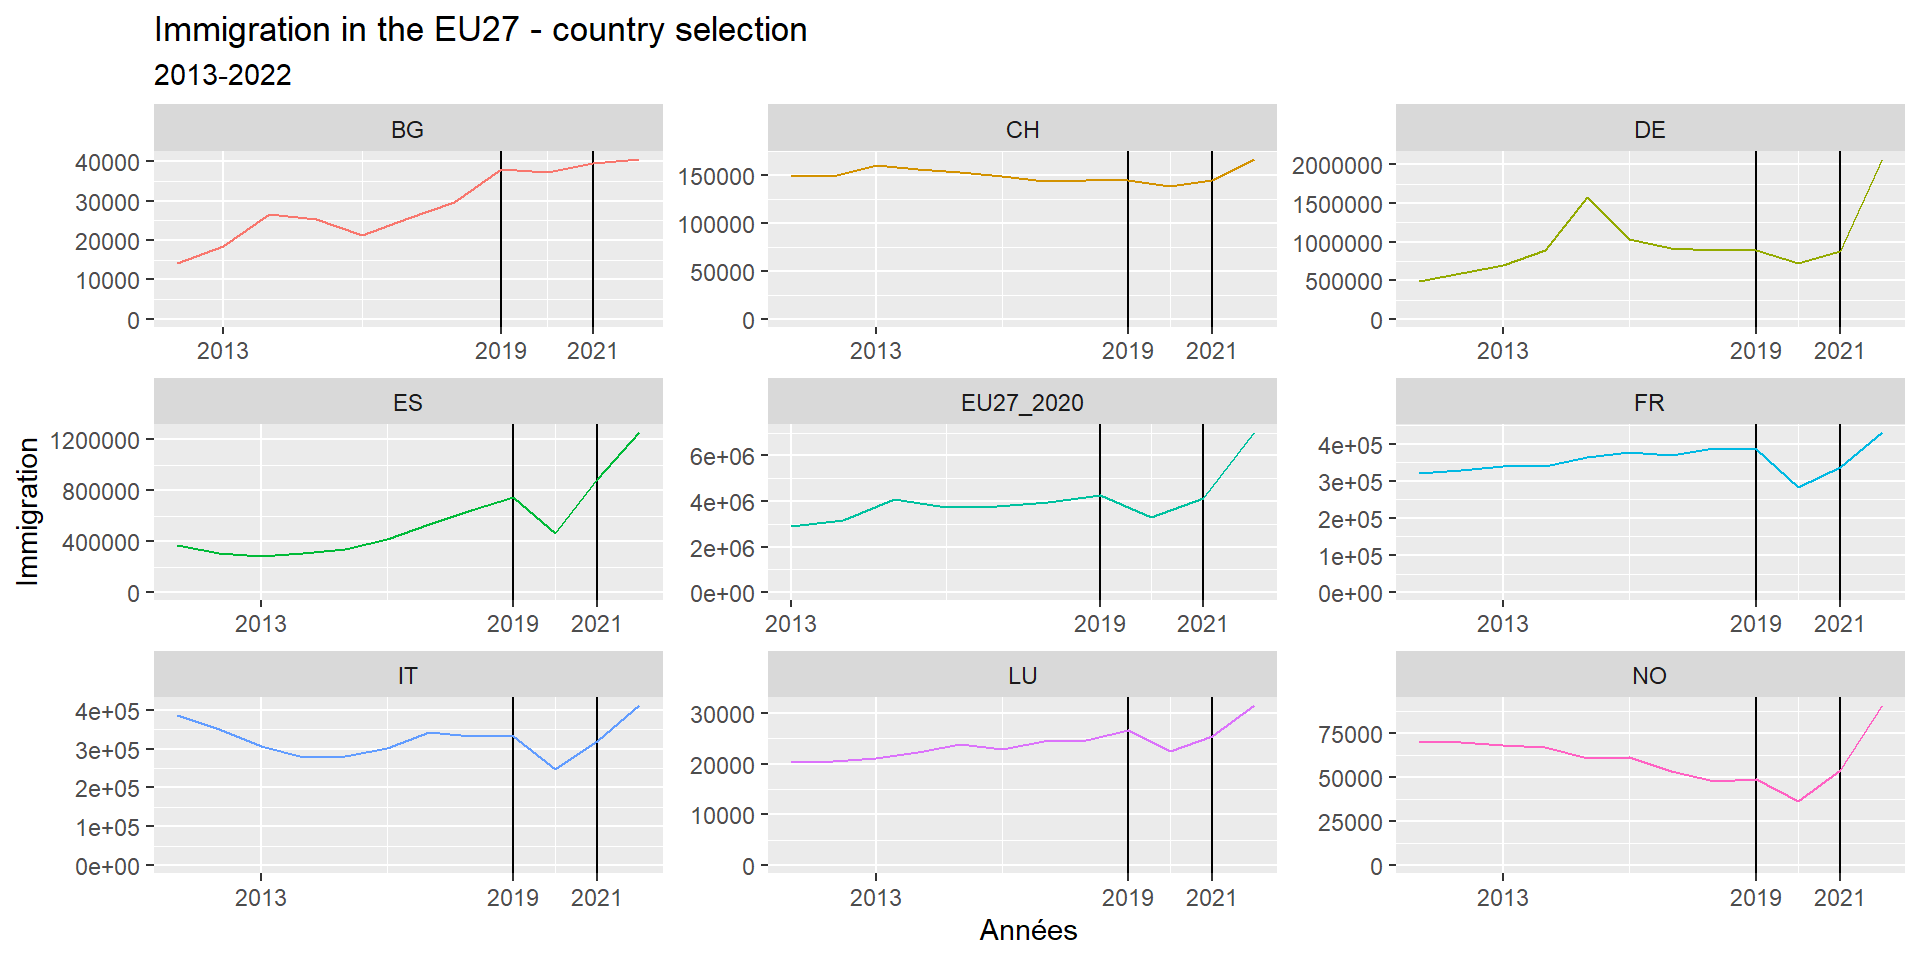 Immigration in the EU27 - country selection
2013-2022
Immigration
BG
40000
30000
20000
10000
0
2013 2019 2021
CH
150000
100000
50000
0
2013 2019 2021
DE
2000000
1500000
1000000
500000
0
2013 2019 2021
ES
1200000
800000
400000
0
2013 2019 2021
EU27_2020
6e+06
4e+06
2e+06
0e+00
2013 2019 2021
FR
4e+05
3e+05
2e+05
1e+05
0e+00
2013 2019 2021
IT
4e+05
3e+05
2e+05
1e+05
0e+00
2013 2019 2021
LU
30000
20000
10000
0
2013 2019 2021
NO
75000
50000
25000
0
2013 2019 2021
Années